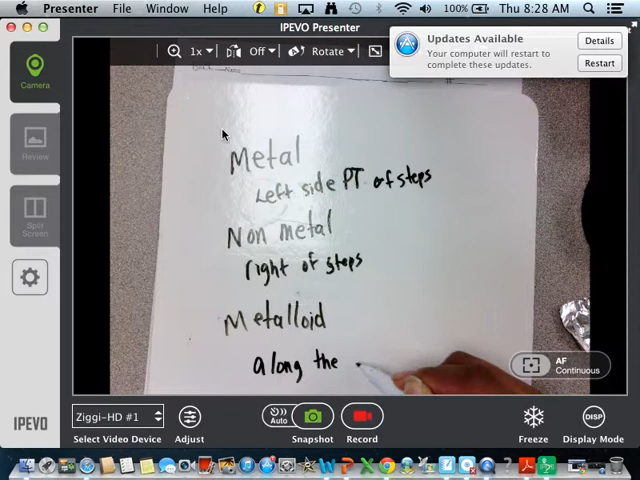 Presenter File Window Help 100% Thu 8:28 AM
IPEVO Presenter
1x Off Rotate
Updates Available
Your computer will restart to complete these updates.
Details
Restart
Camera
Review
Split Screen
Metal
Left side PT of steps
Non metal
right of steps
Metalloid
along the
AF
Continuous
IPEVO
Ziggi-HD #1
Select Video Device
Adjust
Auto
Snapshot
Record
Freeze
DISP
Display Mode